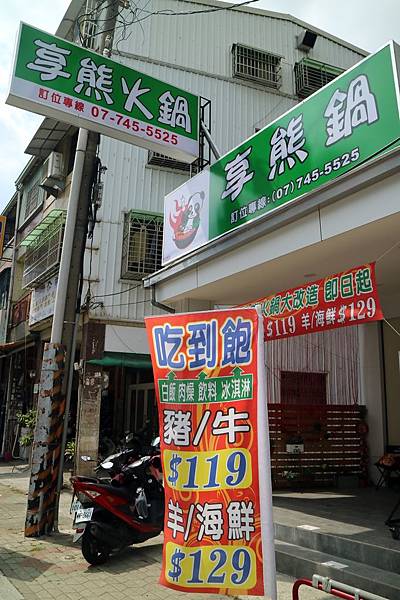 享熊火鍋
訂位專線 07-745-5525
享熊鍋
訂位專線:(07)745-5525
火鍋大改造 即日起
$119 羊/海鮮$129
吃到飽
白飯 肉燥 飲料 冰淇淋
豬/牛
$119
羊/海鮮
$129